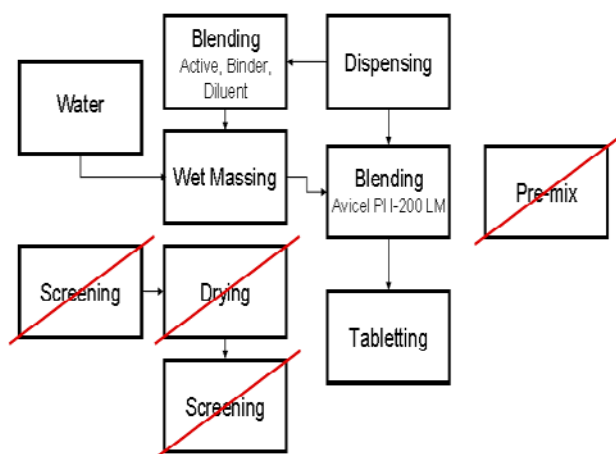 Blending
Active, Binder,
Diluent
Dispensing
Water
Wet Massing
Blending
Avicel PH-200 LM
Pre-mix
Screening
Drying
Tabletting
Screening